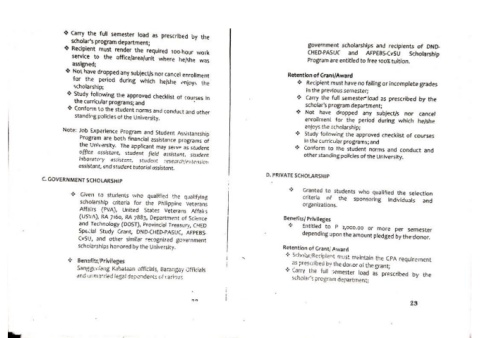 ❖ Carry the full semester load as prescribed by the
scholar's program department;
❖ Recipient must render the required 100-hour work
service to the office/area/unit where he/she was
assigned;
❖ Not have dropped any subject/s nor cancel enrollment
for the period during which he/she enjoys the
scholarship;
❖ Study following the approved checklist of courses in
the curricular programs; and
❖ Conform to the student norms and conduct and other
standing policies of the University.
Note: Job Experience Program and Student Assistantship
Program are both financial assistance programs of
the University. The applicant may serve as student
office assistant, student field assistant, student
laboratory assistant, student research/extension
assistant, and student tutorial assistant.
C. GOVERNMENT SCHOLARSHIP
❖ Given to students who qualified the qualifying
scholarship criteria for the Philippine Veterans
Affairs (PVA), United States Veterans Affairs
(USVA), RA 7160, RA, Department of Science
and Technology (DOST), Provincial Treasury, CHED
Special Study Grant, DND-CHED-PASUC, AFPEBS-
CvSU, and other similar recognized government
scholarships honored by the University.
❖ Benefits/Privileges
Sangguniang Kabataan officials, Barangay Officials
and unmarried legal dependents of
government scholarships and recipients of DND-
CHED-PASUC and AFPEBS-CvSU Scholarship
Program are entitled to free 100% tuition.
Retention of Grant/Award
❖ Recipient must have no failing or incomplete grades
in the previous semester;
❖ Carry the full semester load as prescribed by the
scholar's program department;
❖ Not have dropped any subject/s nor cancel
enrollment for the period during which he/she
enjoys the scholarship;
❖ Study following the approved checklist of courses
in the curricular programs; and
❖ Conform to the student norms and conduct and
other standing policies of the University.
D. PRIVATE SCHOLARSHIP
❖ Granted to students who qualified the selection
criteria of the sponsoring individuals and
organizations.
Benefits/ Privileges
❖ Entitled to P 1,000.00 or more per semester
depending upon the amount pledged by the donor.
Retention of Grant/ Award
❖ Scholar/Recipient must maintain the GPA requirement
as prescribed by the donor of the grant;
❖ Carry the full semester load as prescribed by the
scholar's program department;
23